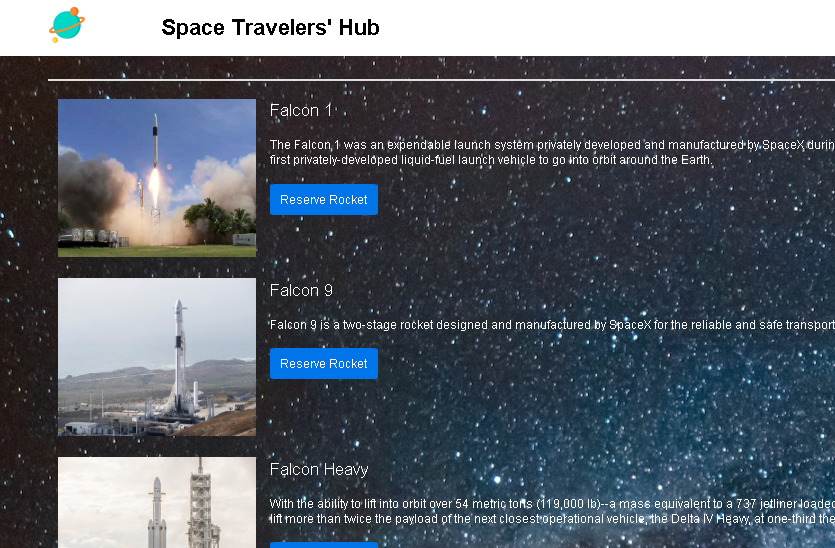 Space Travelers' Hub
Falcon 1
The Falcon 1 was an expendable launch system privately developed and manufactured by SpaceX durin
first privately-developed liquid-fuel launch vehicle to go into orbit around the Earth.
Reserve Rocket
Falcon 9
Falcon 9 is a two-stage rocket designed and manufactured by SpaceX for the reliable and safe transport
Reserve Rocket
Falcon Heavy
With the ability to lift into orbit over 54 metric tons (119,000 lb)--a mass equivalent to a 737 jetliner loaded
lift more than twice the payload of the next closest operational vehicle, the Delta IV Heavy, at one-third the